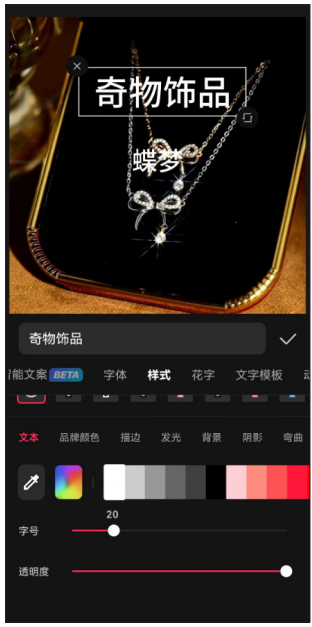 奇物饰品
蝶梦
奇物饰品
能文案 BETA 字体 样式 花字 文字模板
文本 品牌颜色 描边 发光 背景 阴影 弯曲
20
字号
透明度